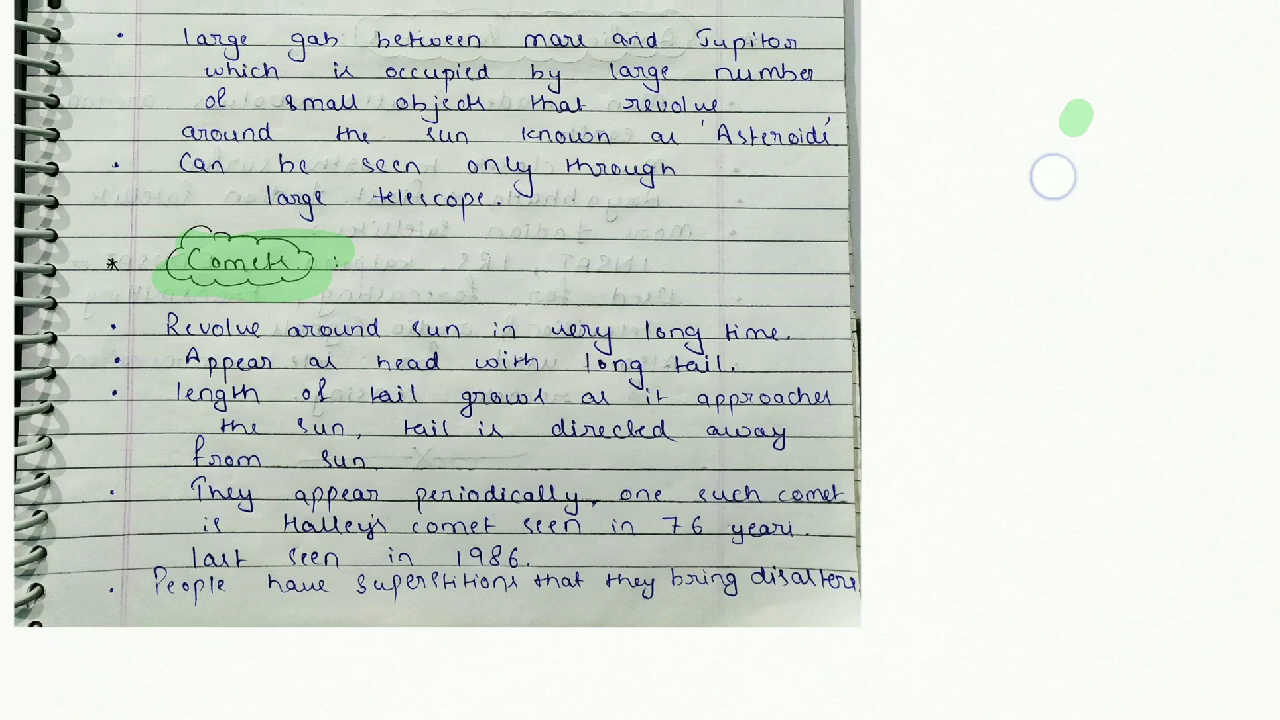 • large gab between mars and Jupitor
which is occupied by large number
of small objects that revolve
around the sun known as 'Asteroids'
• Can be seen only through
large telescope.
* Comets :
• Revolve around sun in very long time.
• Appear as head with long tail.
• length of tail grows as it approaches
the sun, tail is directed away
from sun
• They appear periodically, one such comet
is Halley's comet seen in 76 years.
last seen in 1986.
• People have superstitions that they bring disasters.